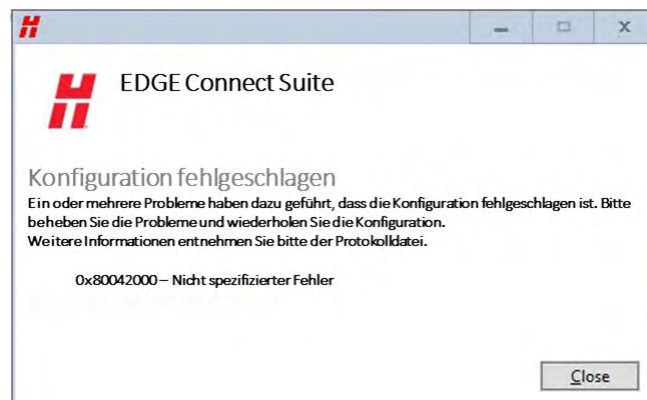 EDGE Connect Suite
Konfiguration fehlgeschlagen
Ein oder mehrere Probleme haben dazu geführt, dass die Konfiguration fehlgeschlagen ist. Bitte
beheben Sie die Probleme und wiederholen Sie die Konfiguration.
Weitere Informationen entnehmen Sie bitte der Protokolldatei.
0x80042000 – Nicht spezifizierter Fehler
Close